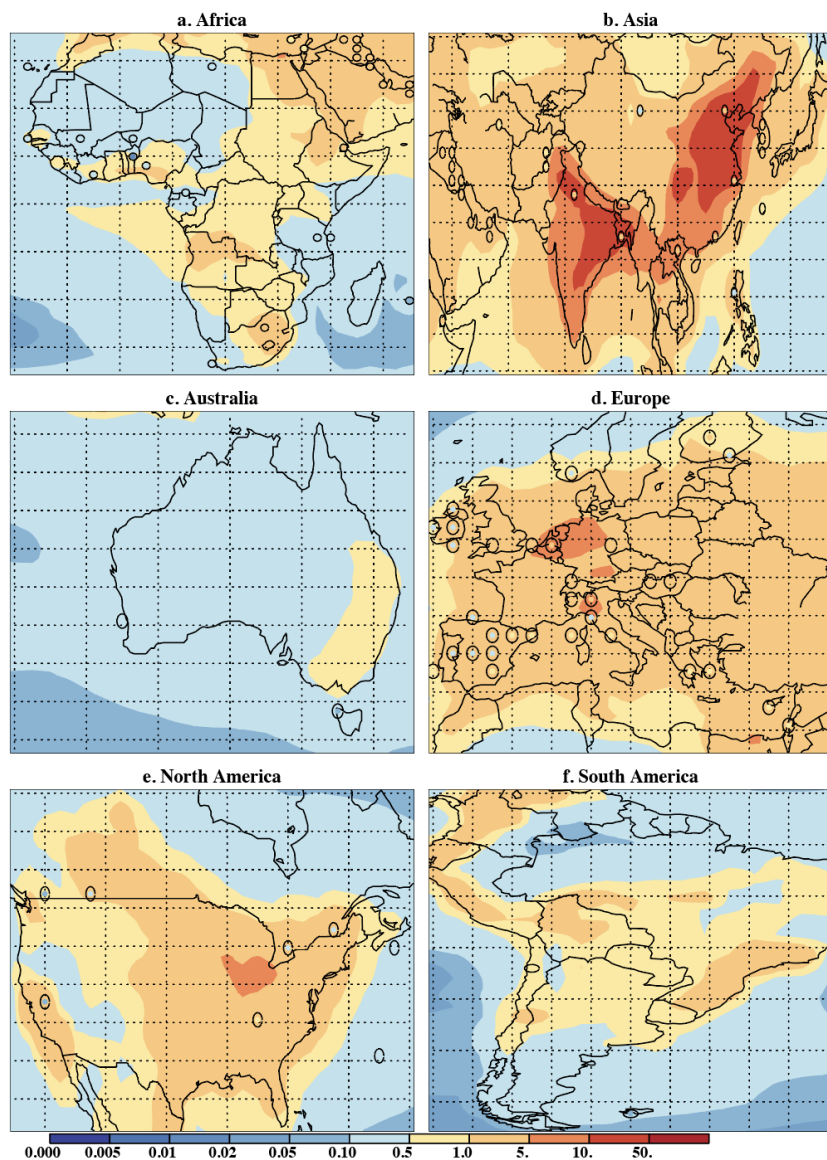 a. Africa
b. Asia
c. Australia
d. Europe
e. North America
f. South America
0.000 0.005 0.01 0.02 0.05 0.10 0.5 1.0 5. 10. 50.